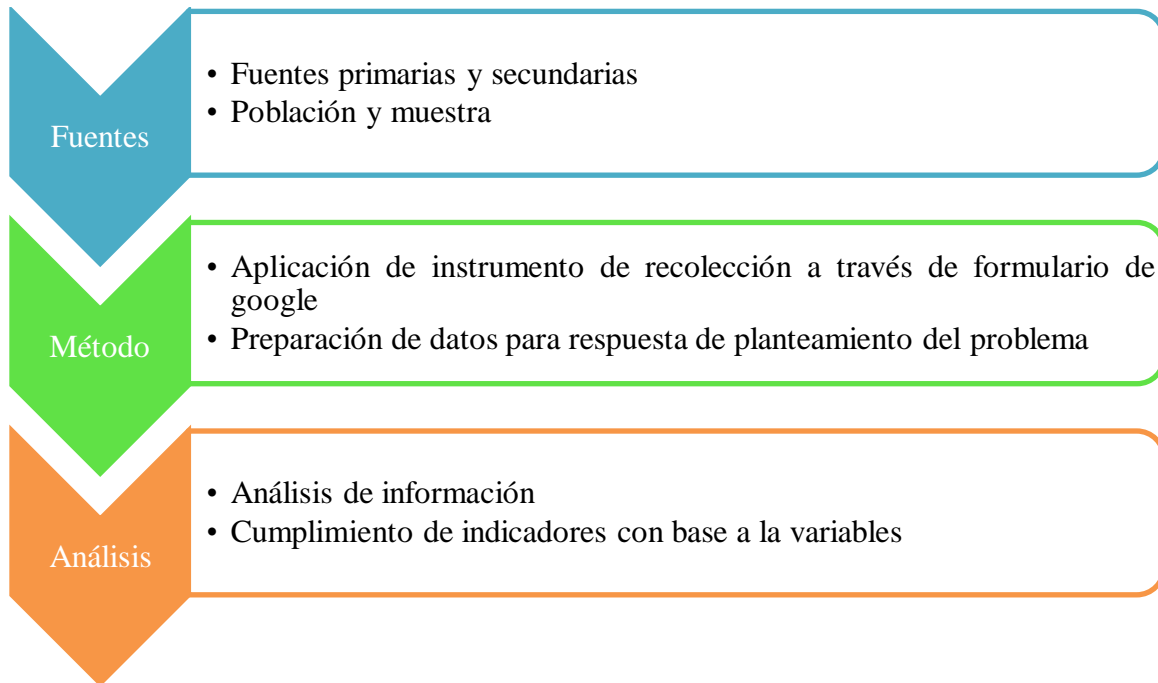 Fuentes
• Fuentes primarias y secundarias
• Población y muestra
Método
• Aplicación de instrumento de recolección a través de formulario de
google
• Preparación de datos para respuesta de planteamiento del problema
Análisis
• Análisis de información
• Cumplimiento de indicadores con base a la variables